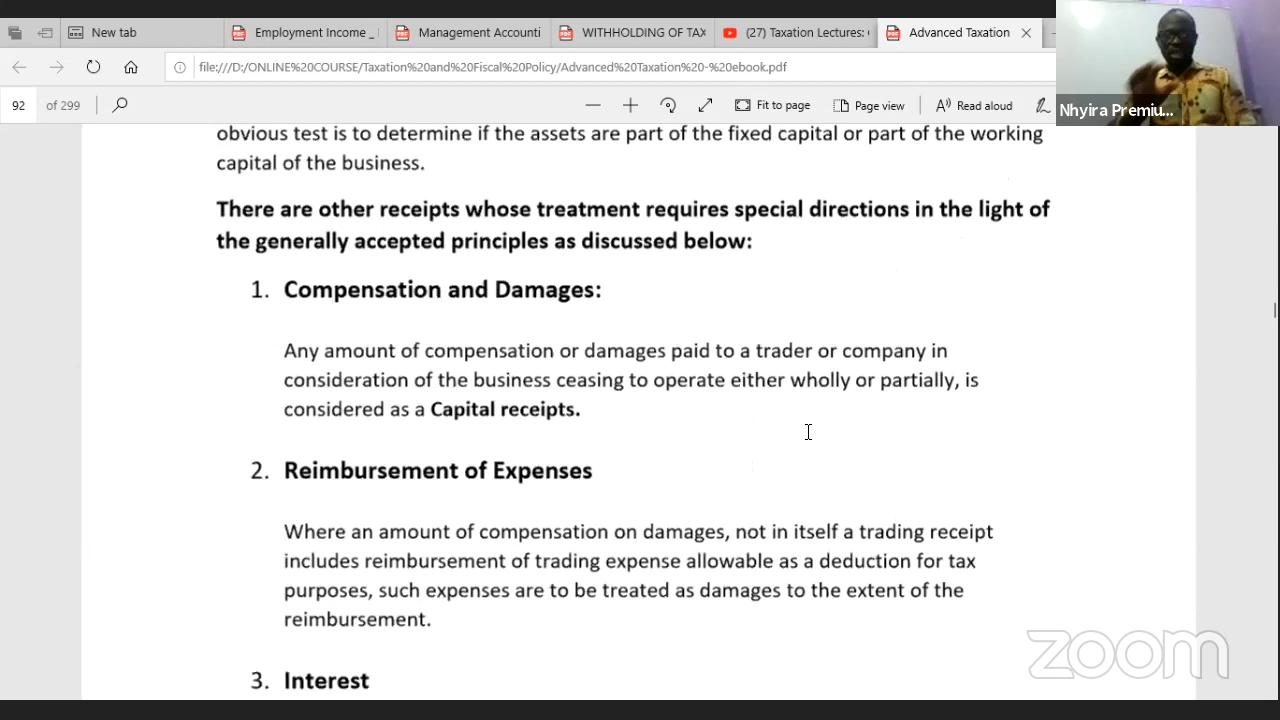 New tab
Employment Income _
Management Accounti
WITHHOLDING OF TAX
(27) Taxation Lectures:
Advanced Taxation
file:///D:/ONLINE%20COURSE/Taxation%20and%20Fiscal%20Policy/Advanced%20Taxation%20-%20ebook.pdf
92 of 299
Fit to page
Page view
Read aloud
Nhyira Premiu...
obvious test is to determine if the assets are part of the fixed capital or part of the working
capital of the business.
There are other receipts whose treatment requires special directions in the light of
the generally accepted principles as discussed below:
1. Compensation and Damages:
Any amount of compensation or damages paid to a trader or company in
consideration of the business ceasing to operate either wholly or partially, is
considered as a Capital receipts.
2. Reimbursement of Expenses
Where an amount of compensation on damages, not in itself a trading receipt
includes reimbursement of trading expense allowable as a deduction for tax
purposes, such expenses are to be treated as damages to the extent of the
reimbursement.
3. Interest
zoom